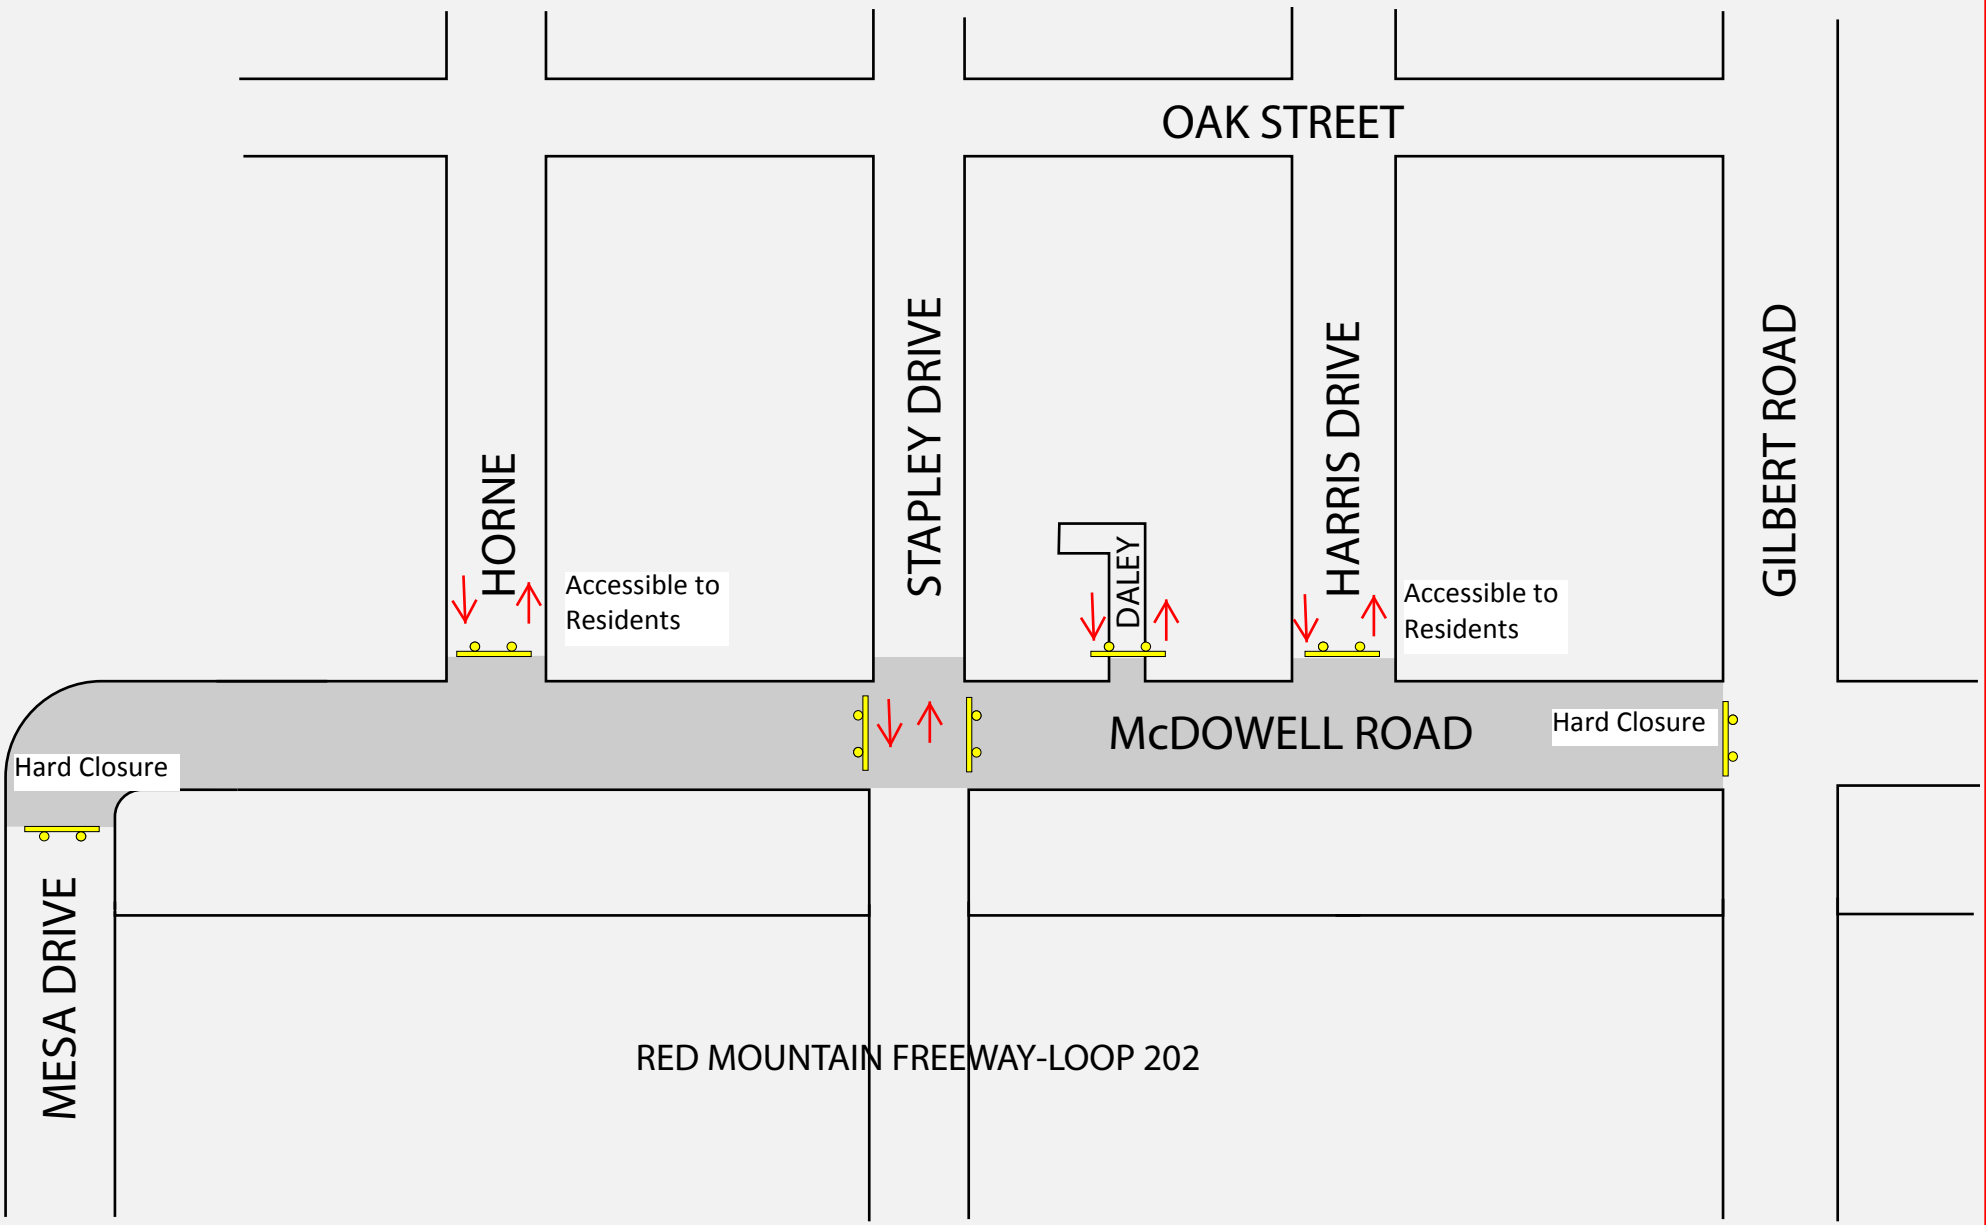 OAK STREET
HORNE
STAPLEY DRIVE
DALEY
HARRIS DRIVE
GILBERT ROAD
Accessible to
Residents
Accessible to
Residents
McDOWELL ROAD
Hard Closure
Hard Closure
MESA DRIVE
RED MOUNTAIN FREEWAY-LOOP 202